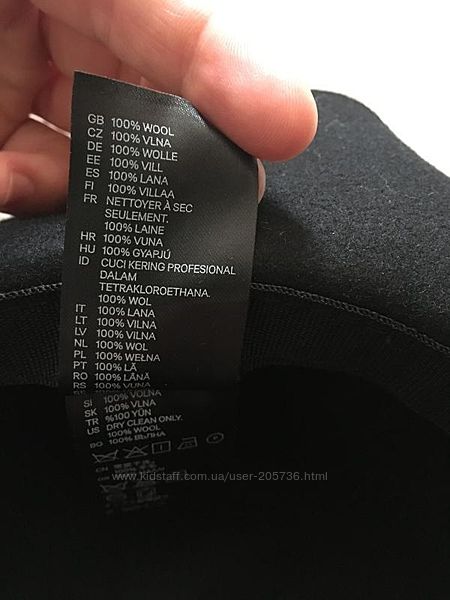 GB 100% WOOL
CZ 100% VLNA
DE 100% WOLLE
EE 100% VILL
ES 100% LANA
FI 100% VILLAA
FR NETTOYER À SEC
SEULEMENT.
100% LAINE
HR 100% VUNA
HU 100% GYAPJÚ
ID CUCI KERING PROFESIONAL
DALAM
TETRAKLOROETHANA.
100% WOL
IT 100% LANA
LT 100% VILNA
LV 100% VILNA
NL 100% WOL
PL 100% WEŁNA
PT 100% LÃ
RO 100% LÂNĂ
RS 100% VUNA
SI 100% VOLNA
SK 100% VLNA
TR %100 YÜN
US DRY CLEAN ONLY.
100% WOOL
BG 100% ВЪЛНА
www.kidstaff.com.ua/user-205736.html
CN